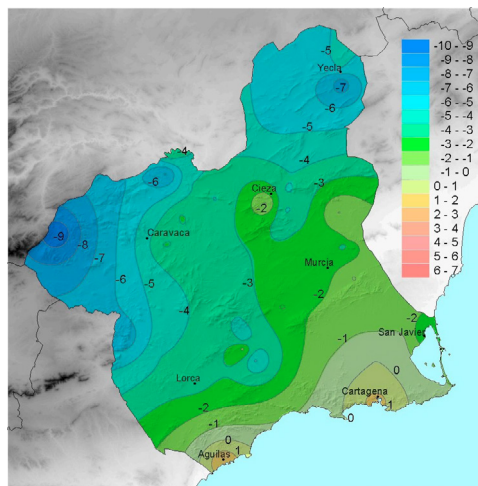 -5
Yecla
-7
-6
-5
-4
-4
-3
-6
Cieza
-2
-9
-8
-7
Caravaca
Murcia
-6
-5
-3
-4
-2
-2
San Javier
-1
0
Lorca
Cartagena
-2
1
-1
0
0
1
Aguilas
-10 - -9
-9 - -8
-8 - -7
-7 - -6
-6 - -5
-5 - -4
-4 - -3
-3 - -2
-2 - -1
-1 - 0
0 - 1
1 - 2
2 - 3
3 - 4
4 - 5
5 - 6
6 - 7